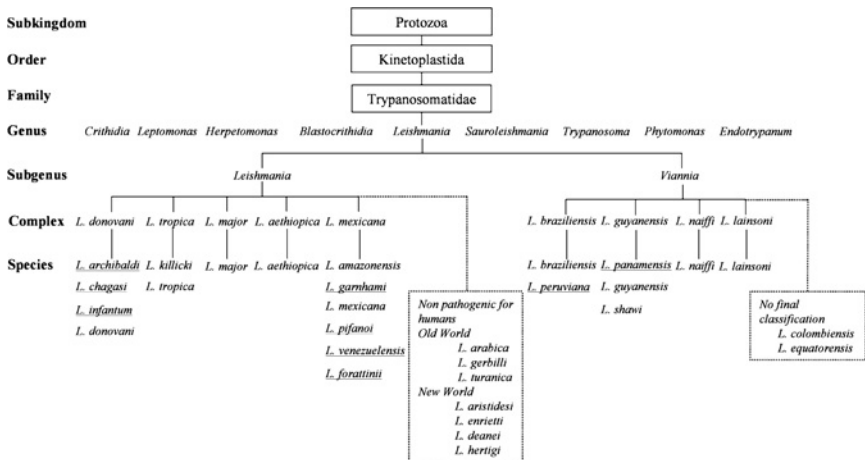 Subkingdom Protozoa
Order Kinetoplastida
Family Trypanosomatidae
Genus Crithidia Leptomonas Herpetomonas Blastocrithidia Leishmania Sauroleishmania Trypanosoma Phytomonas Endotrypanum
Subgenus Leishmania Viannia
Complex L. donovani L. tropica L. major L. aethiopica L. mexicana L. braziliensis L. guyanensis L. naiffi L. lainsoni
Species L. archibaldi L. killicki L. major L. aethiopica L. amazonensis L. braziliensis L. panamensis L. naiffi L. lainsoni
L. chagasi L. tropica L. garnhami L. peruviana L. guyanensis
L. infantum L. mexicana L. shawi
L. donovani L. pifanoi
L. venezuelensis
L. forattinii
Non pathogenic for
humans
Old World
L. arabica
L. gerbilli
L. turanica
New World
L. aristidesi
L. enrietti
L. deanei
L. hertigi
No final
classification
L. colombiensis
L. equatorensis